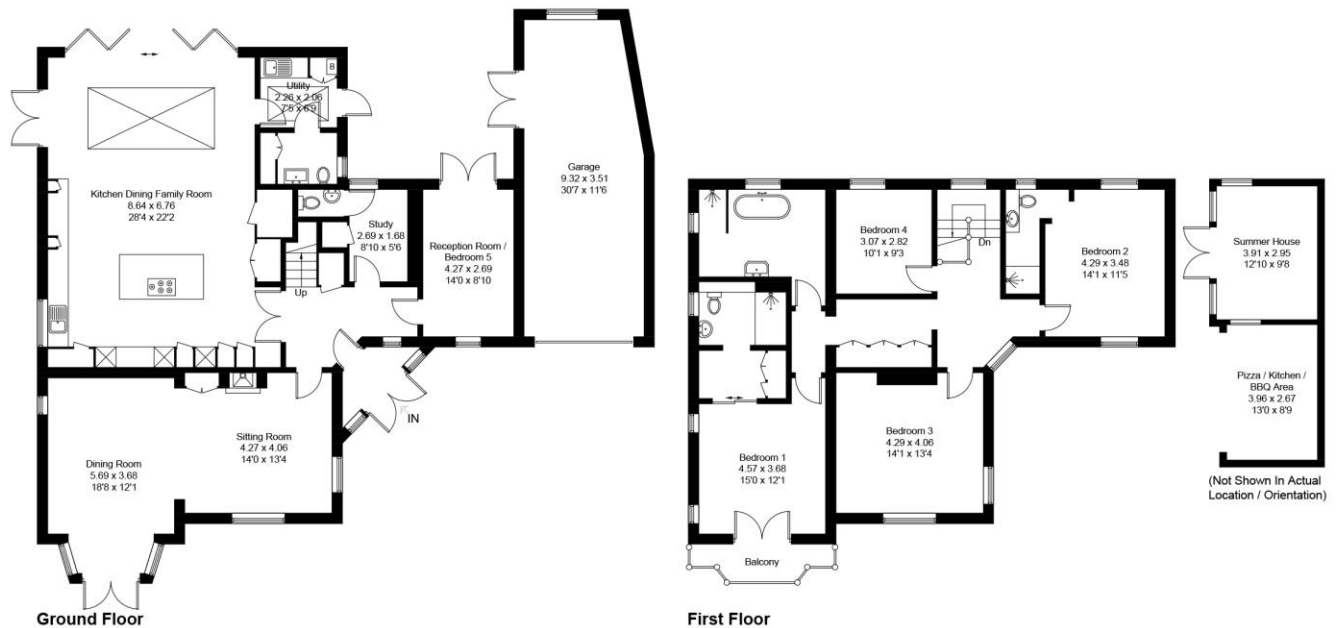 Utility
2.26 x 2.06
7'5 x 6'9
B
Kitchen Dining Family Room
8.64 x 6.76
28'4 x 22'2
Study
2.69 x 1.68
8'10 x 5'6
Up
Reception Room /
Bedroom 5
4.27 x 2.69
14'0 x 8'10
Garage
9.32 x 3.51
30'7 x 11'6
Sitting Room
4.27 x 4.06
14'0 x 13'4
Dining Room
5.69 x 3.68
18'8 x 12'1
IN
Ground Floor
Bedroom 4
3.07 x 2.82
10'1 x 9'3
Dn
Bedroom 2
4.29 x 3.48
14'1 x 11'5
Bedroom 1
4.57 x 3.68
15'0 x 12'1
Bedroom 3
4.29 x 4.06
14'1 x 13'4
Balcony
First Floor
Summer House
3.91 x 2.95
12'10 x 9'8
Pizza / Kitchen /
BBQ Area
3.96 x 2.67
13'0 x 8'9
(Not Shown In Actual
Location / Orientation)